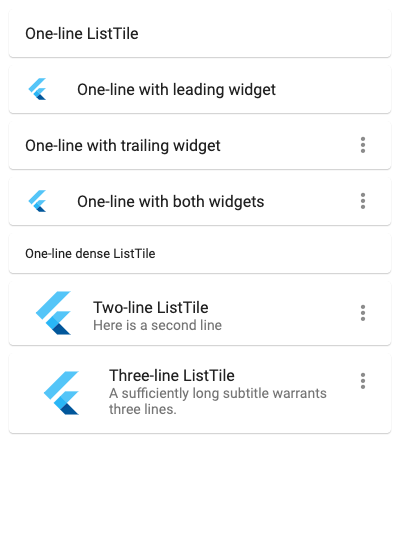 One-line ListTile
One-line with leading widget
One-line with trailing widget
One-line with both widgets
One-line dense ListTile
Two-line ListTile
Here is a second line
Three-line ListTile
A sufficiently long subtitle warrants
three lines.